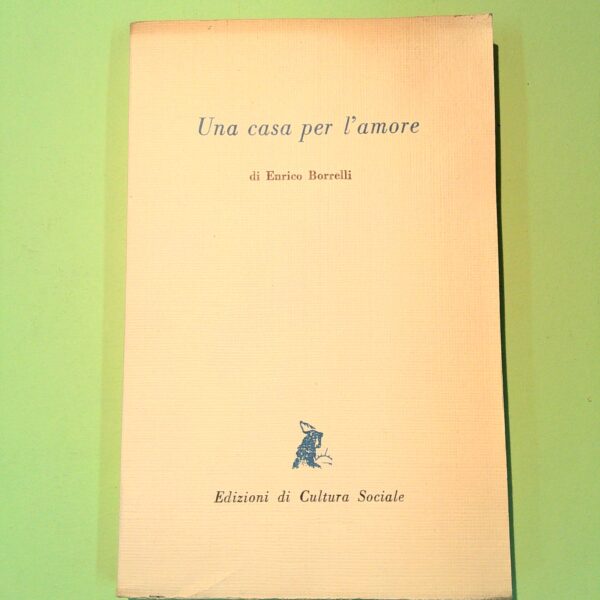 Una casa per l'amore
di Enrico Borrelli
Edizioni di Cultura Sociale